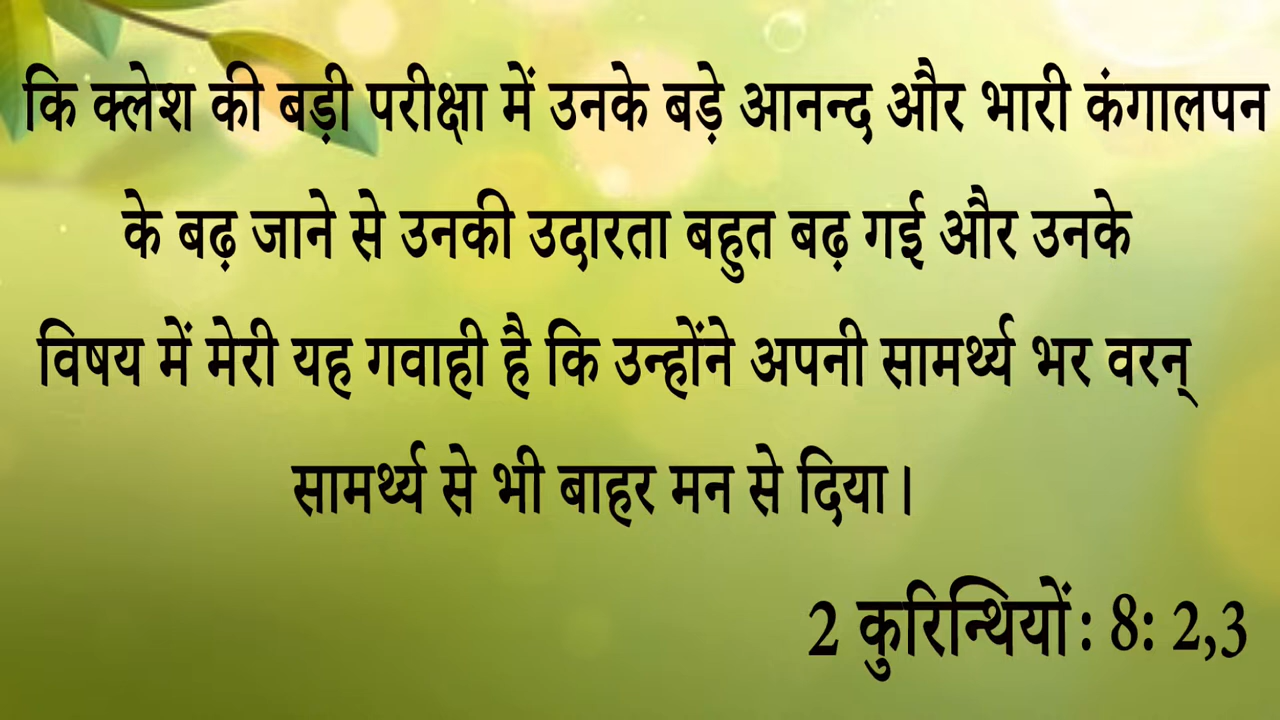 कि क्लेश की बड़ी परीक्षा में उनके बड़े आनन्द और भारी कंगालपन
के बढ़ जाने से उनकी उदारता बहुत बढ़ गई और उनके
विषय में मेरी यह गवाही है कि उन्होंने अपनी सामर्थ्य भर वरन्
सामर्थ्य से भी बाहर मन से दिया।
2 कुरिन्थियों: 8: 2,3